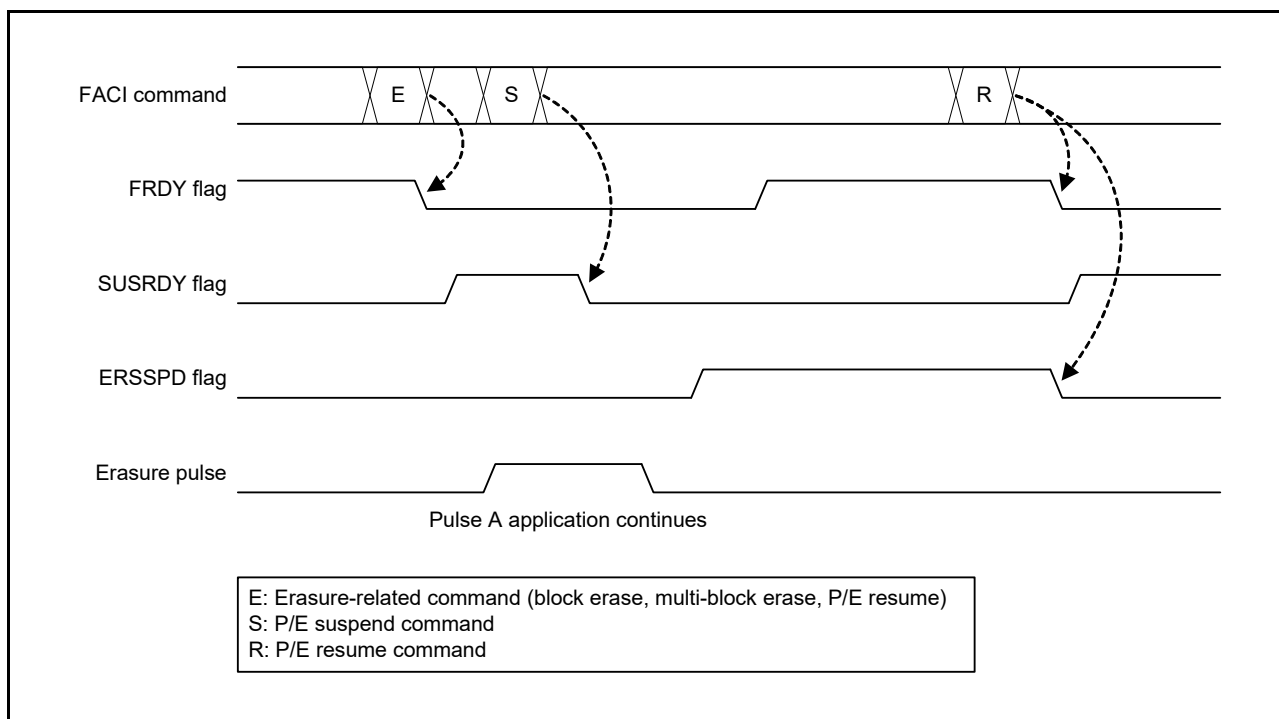 FACI command
E
S
R
FRDY flag
SUSRDY flag
ERSSPD flag
Erasure pulse
Pulse A application continues
E: Erasure-related command (block erase, multi-block erase, P/E resume)
S: P/E suspend command
R: P/E resume command